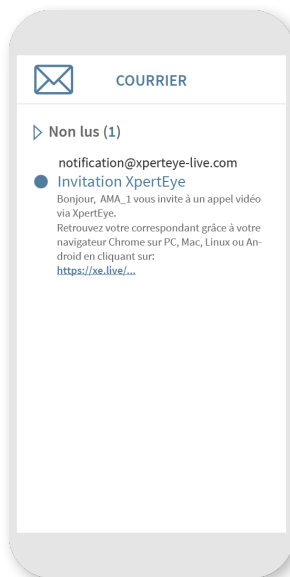 COURRIER
Non lus (1)
notification@xperteye-live.com
Invitation XpertEye
Bonjour, AMA_1 vous invite à un appel vidéo
via XpertEye.
Retrouvez votre correspondant grâce à votre
navigateur Chrome sur PC, Mac, Linux ou An-
droid en cliquant sur:
https://xe.live/...